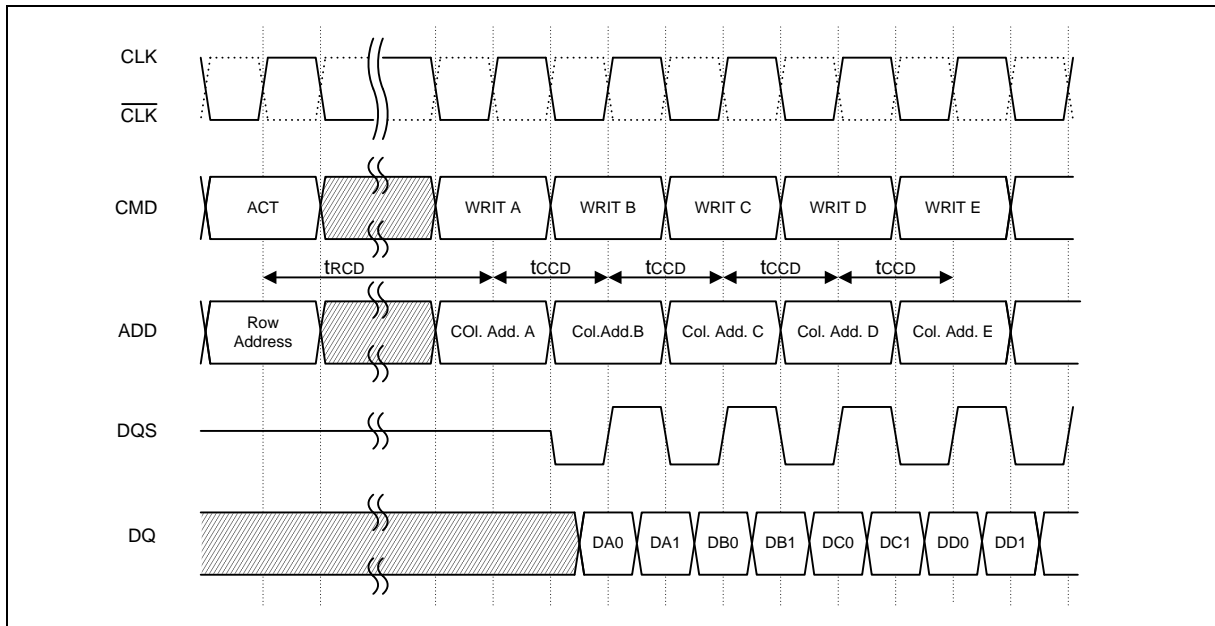 CLK
CLK
CMD
ACT
WRIT A
WRIT B
WRIT C
WRIT D
WRIT E
tRCD
tCCD
tCCD
tCCD
tCCD
ADD
Row
Address
COl. Add. A
Col.Add.B
Col. Add. C
Col. Add. D
Col. Add. E
DQS
DQ
DA0
DA1
DB0
DB1
DC0
DC1
DD0
DD1